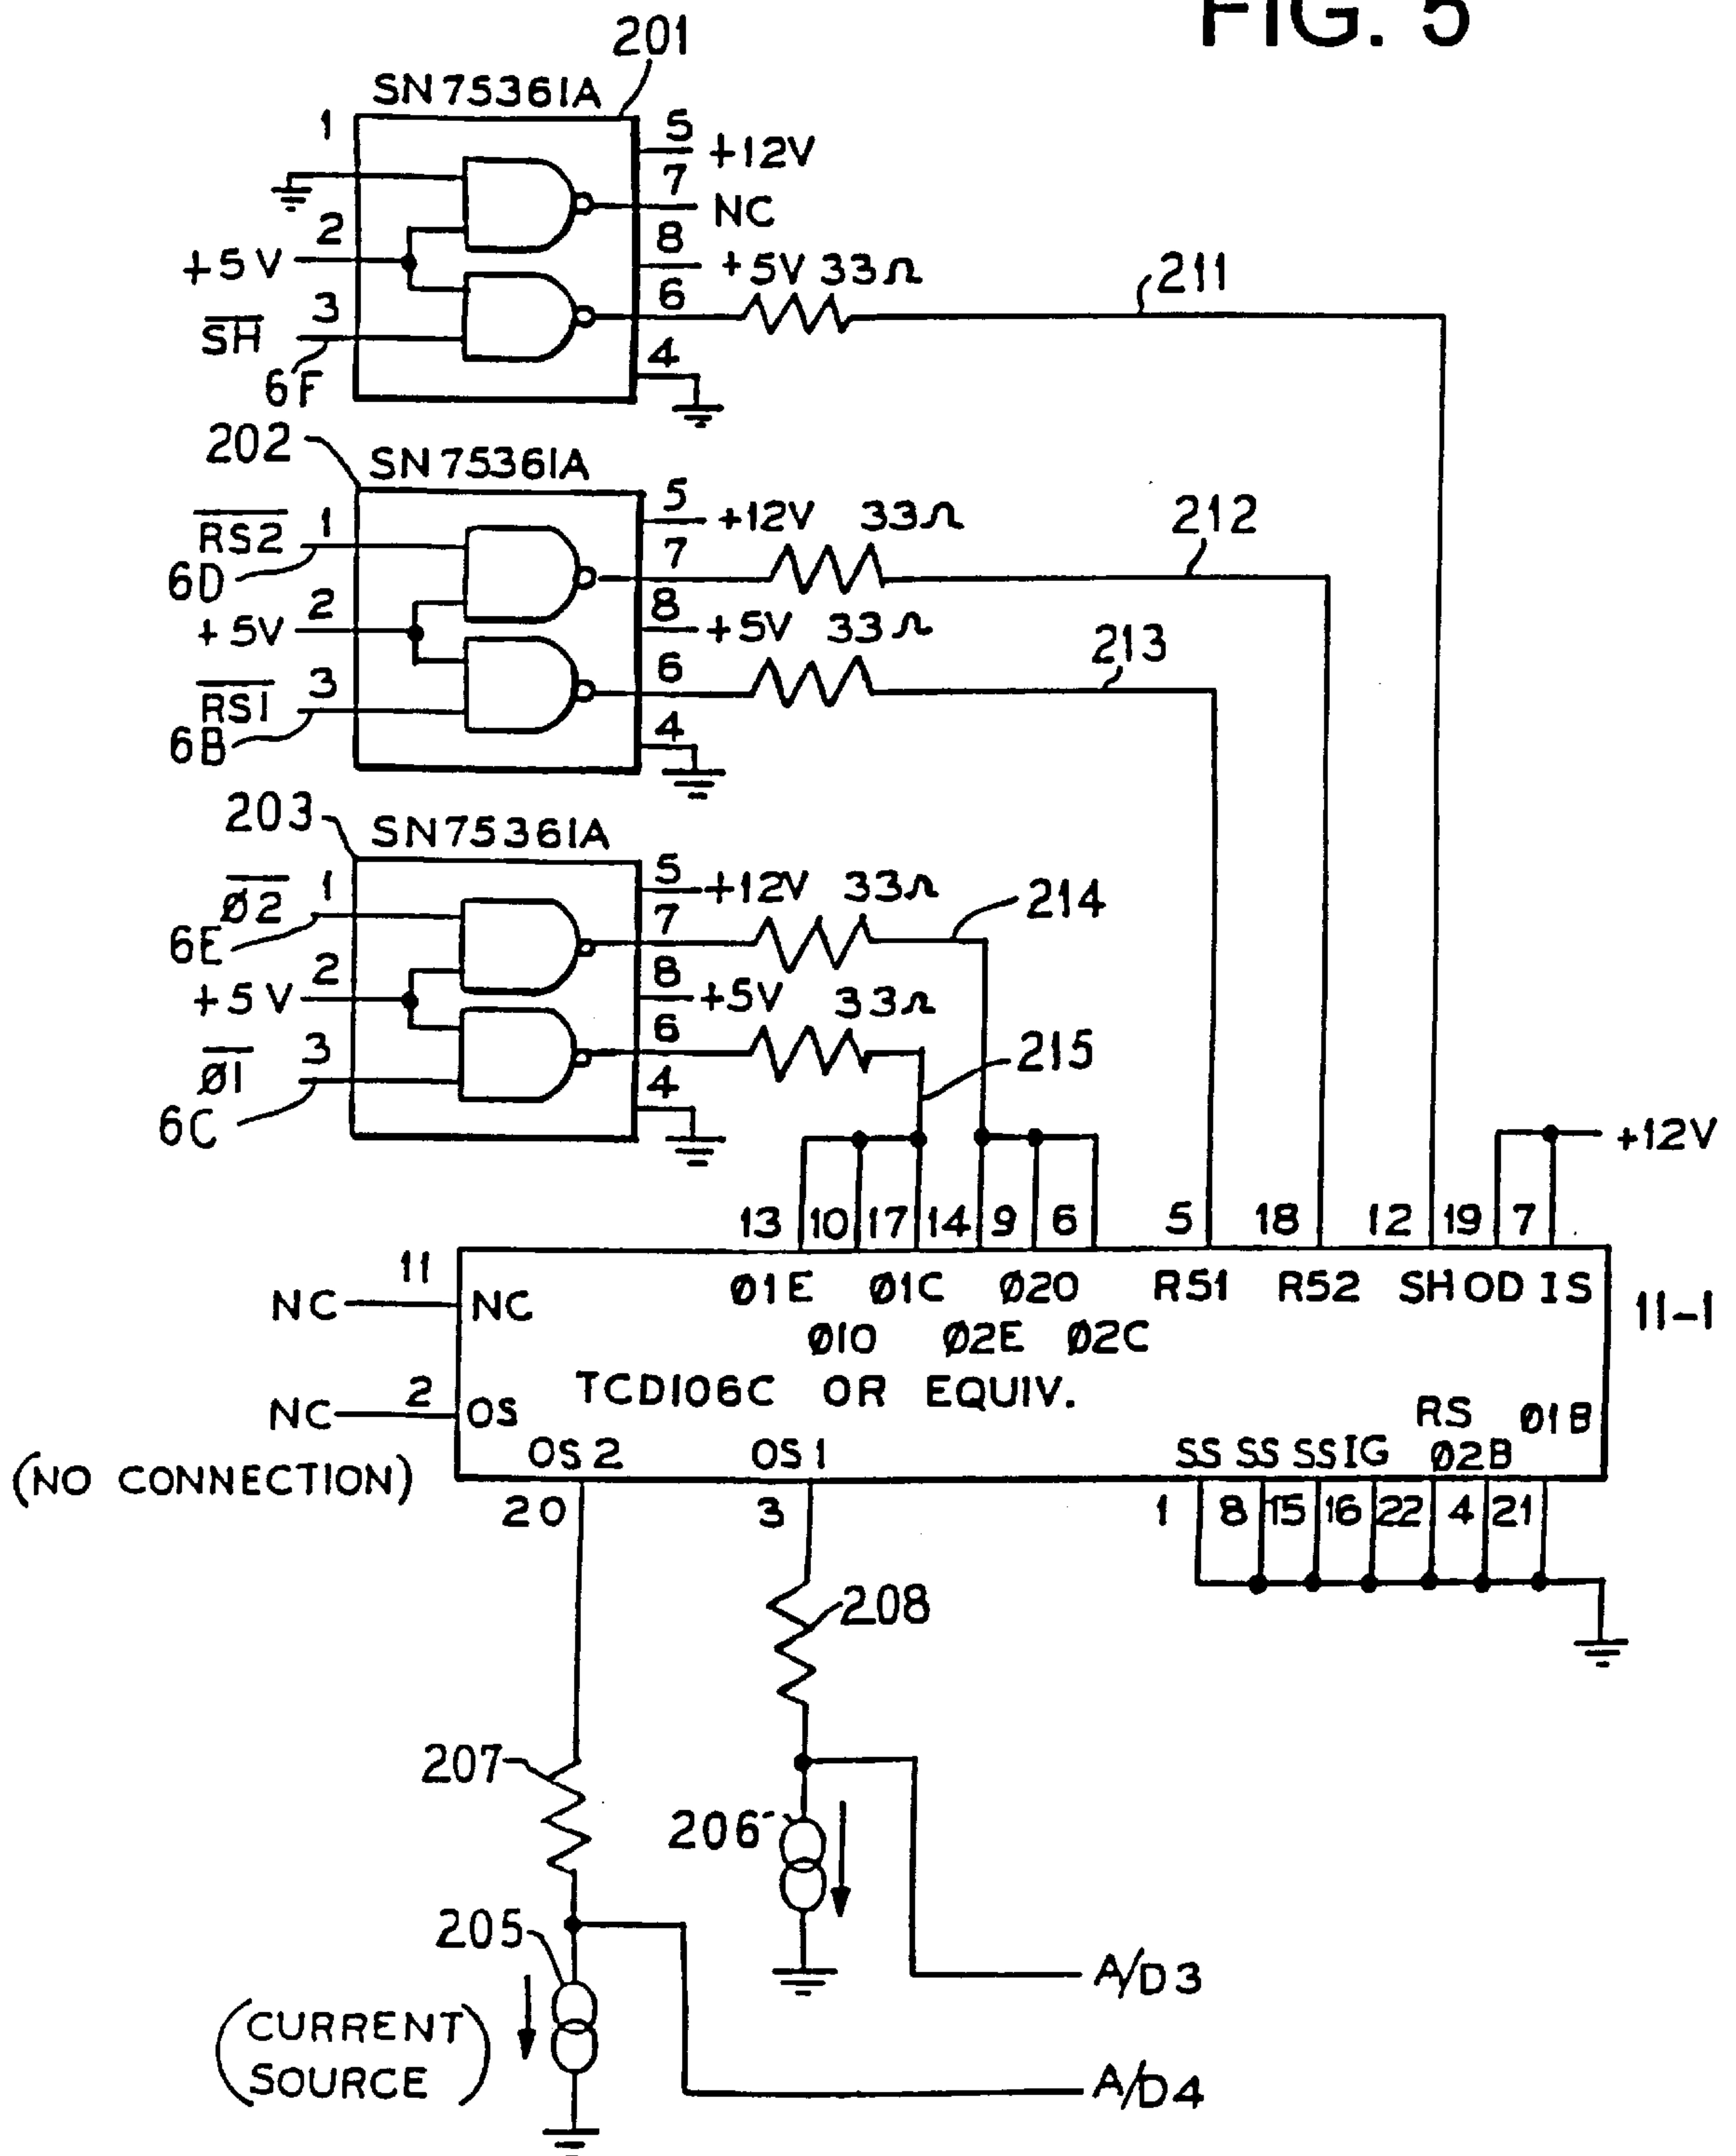 FIG. 5
201
SN75361A
1
5
+12V
7
NC
2
8
+5V
+5V 33Ω
211
3
6
S̅H̅
4
6F
202
SN75361A
R̅S̅2̅
1
5
+12V 33Ω
212
6D
7
2
8
+5V
+5V 33Ω
213
3
6
R̅S̅1̅
6B
4
203
SN75361A
Ø̅2̅
1
5
+12V 33Ω
214
6E
7
2
8
+5V
+5V 33Ω
3
6
215
Ø̅1̅
4
6C
+12V
13 10 17 14 9 6 5 18 12 19 7
11
NC
NC
Ø1E Ø1C Ø2O RS1 RS2 SH OD IS
11-1
Ø1O Ø2E Ø2C
TCD106C OR EQUIV.
2
NC
OS
RS Ø1B
OS2 OS1 SS SS SS IG Ø2B
(NO CONNECTION)
20 3 1 8 15 16 22 4 21
208
207
206
205
A/D3
(CURRENT
SOURCE)
A/D4